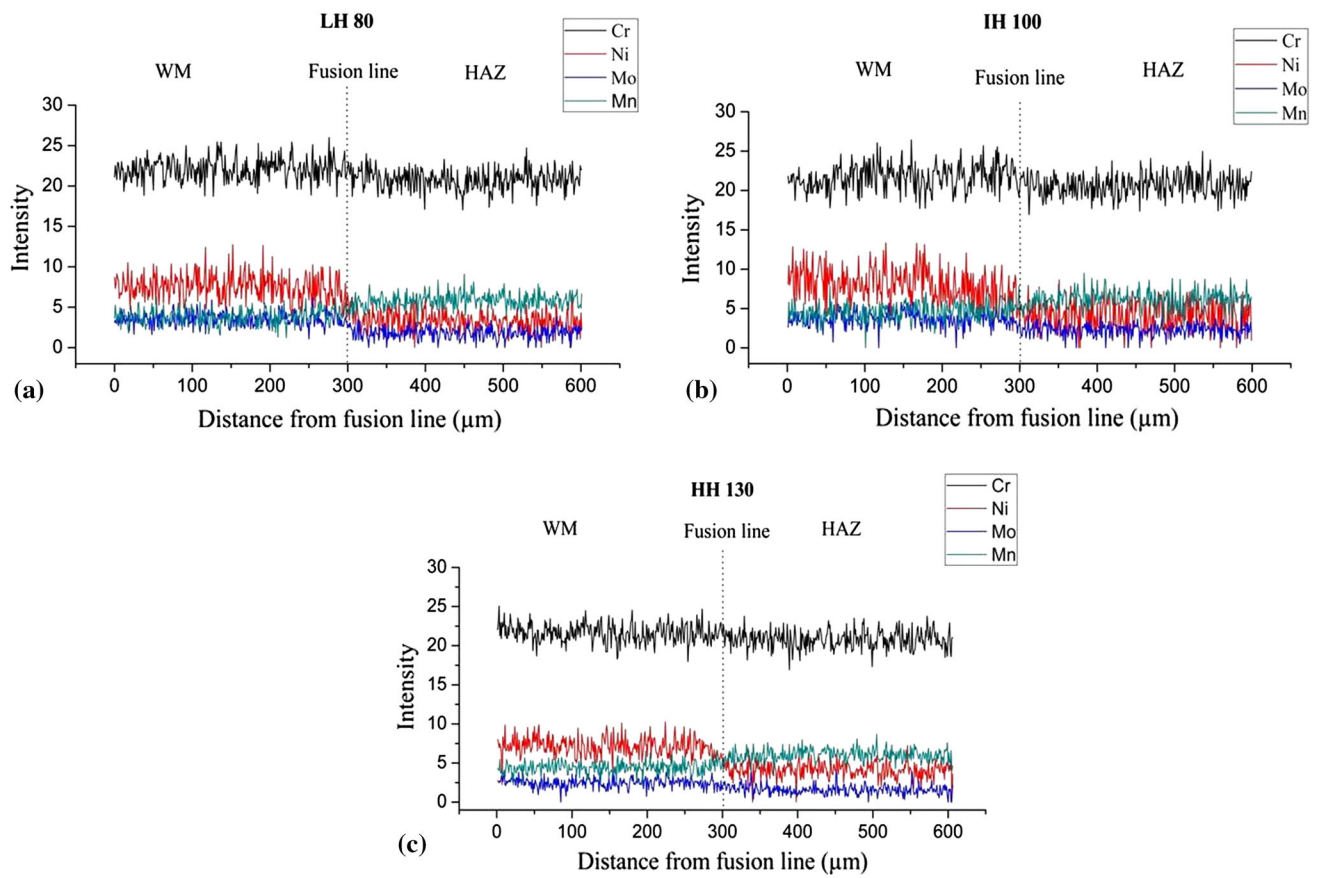 LH 80
Cr
Ni
Mo
Mn
WM
Fusion line
HAZ
30
25
20
15
10
5
0
Intensity
0 100 200 300 400 500 600
Distance from fusion line (µm)
(a)
IH 100
Cr
Ni
Mo
Mn
WM
Fusion line
HAZ
30
25
20
15
10
5
0
Intensity
0 100 200 300 400 500 600
Distance from fusion line (µm)
(b)
HH 130
Cr
Ni
Mo
Mn
WM
Fusion line
HAZ
30
25
20
15
10
5
0
Intensity
0 100 200 300 400 500 600
Distance from fusion line (µm)
(c)